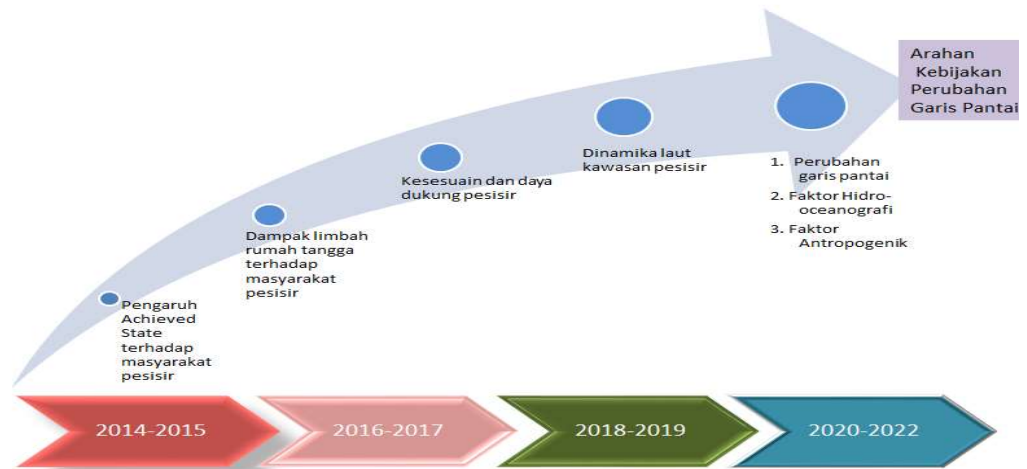 Pengaruh
Achieved
State
terhadap
masyarakat
pesisir
Dampak limbah
rumah tangga
terhadap
masyarakat
pesisir
Kesesuain dan daya
dukung pesisir
Dinamika laut
kawasan pesisir
1. Perubahan
garis pantai
2. Faktor Hidro-
oceanografi
3. Faktor
Antropogenik
Arahan
Kebijakan
Perubahan
Garis Pantai
2014-2015
2016-2017
2018-2019
2020-2022